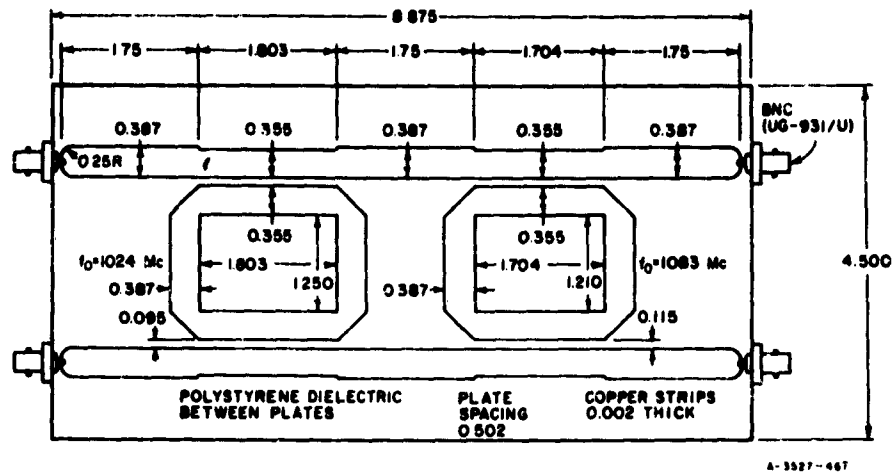 8.875
1.75 1.803 1.75 1.704 1.75
BNC
(UG-931/U)
0.387 0.355 0.387 0.355 0.387
0.25R
0.355 0.355
f₀=1024 Mc 1.803 1.250 1.704 1.210 f₀=1083 Mc
4.500
0.387 0.387
0.095 0.115
POLYSTYRENE DIELECTRIC
BETWEEN PLATES
PLATE
SPACING
0.502
COPPER STRIPS
0.002 THICK
A-3527-467